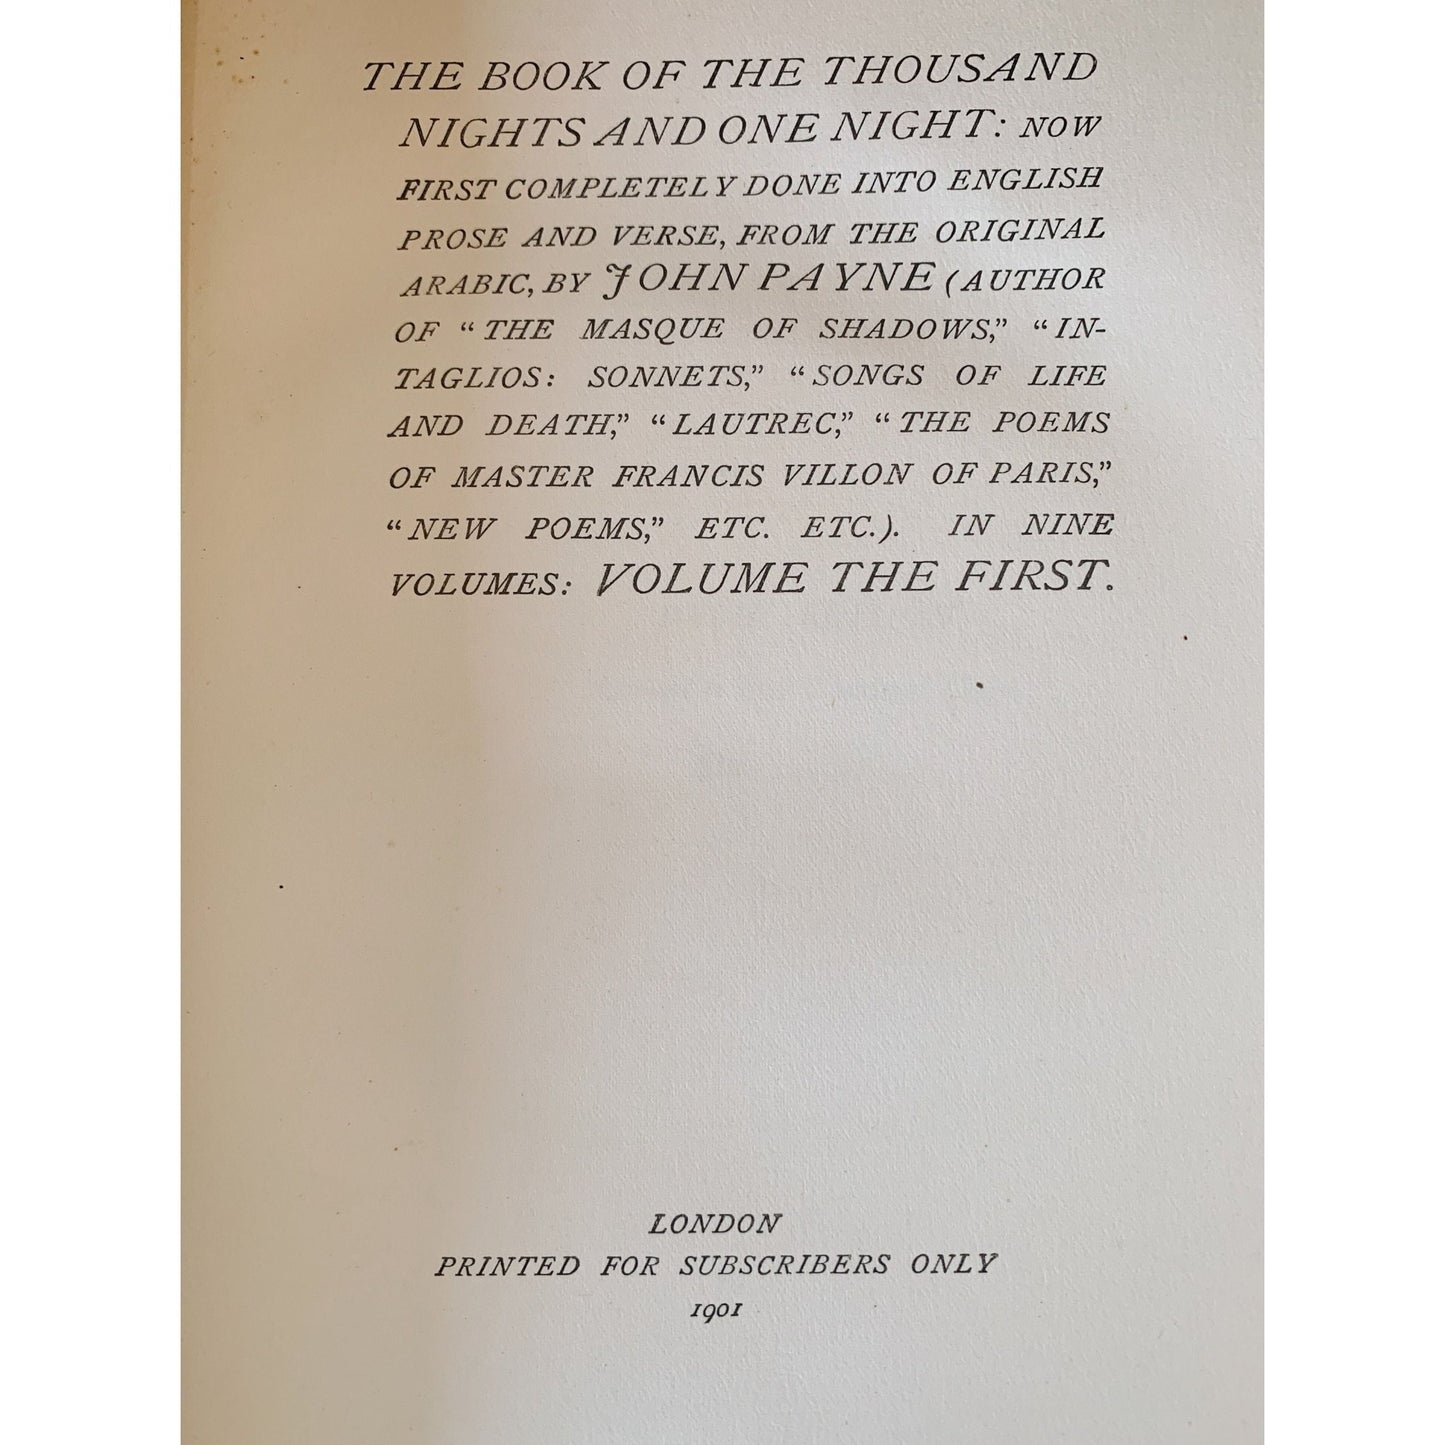 THE BOOK OF THE THOUSAND
NIGHTS AND ONE NIGHT: NOW
FIRST COMPLETELY DONE INTO ENGLISH
PROSE AND VERSE, FROM THE ORIGINAL
ARABIC, BY JOHN PAYNE (AUTHOR
OF “THE MASQUE OF SHADOWS,” “IN-
TAGLIOS: SONNETS,” “SONGS OF LIFE
AND DEATH,” “LAUTREC,” “THE POEMS
OF MASTER FRANCIS VILLON OF PARIS,”
“NEW POEMS,” ETC. ETC.). IN NINE
VOLUMES: VOLUME THE FIRST.
LONDON
PRINTED FOR SUBSCRIBERS ONLY
1901